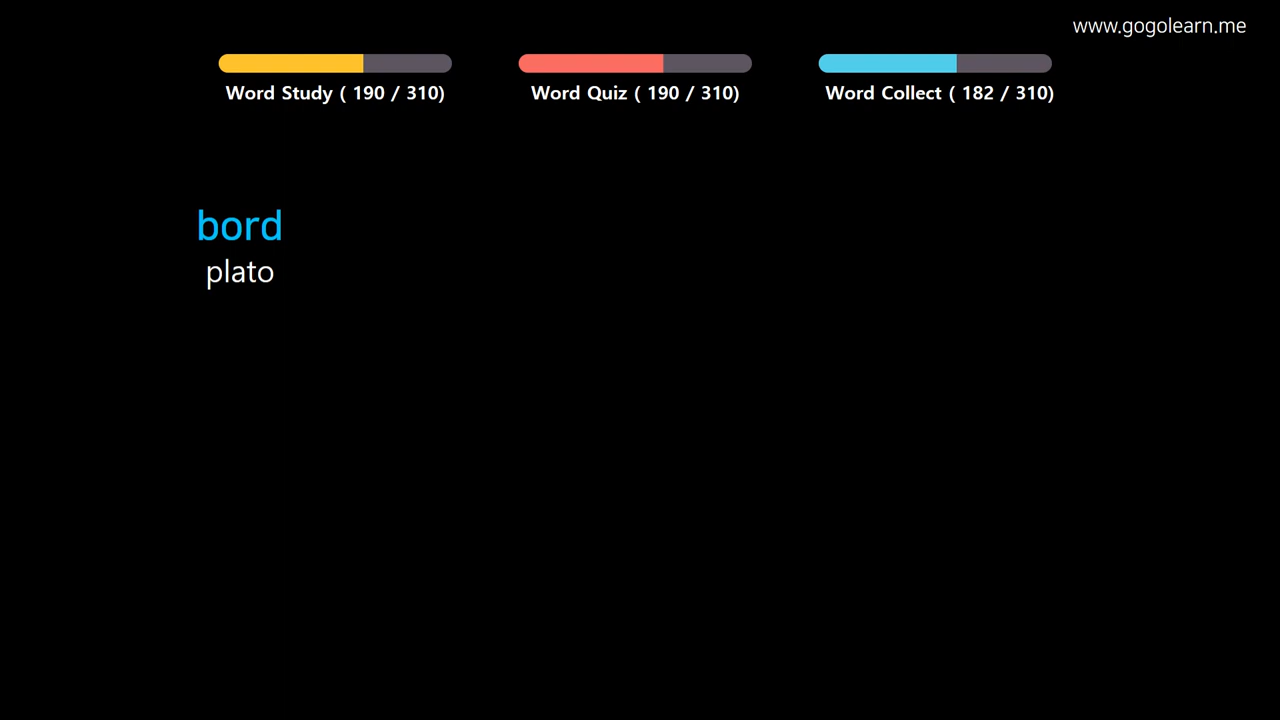 www.gogolearn.me
Word Study ( 190 / 310)
Word Quiz ( 190 / 310)
Word Collect ( 182 / 310)
bord
plato